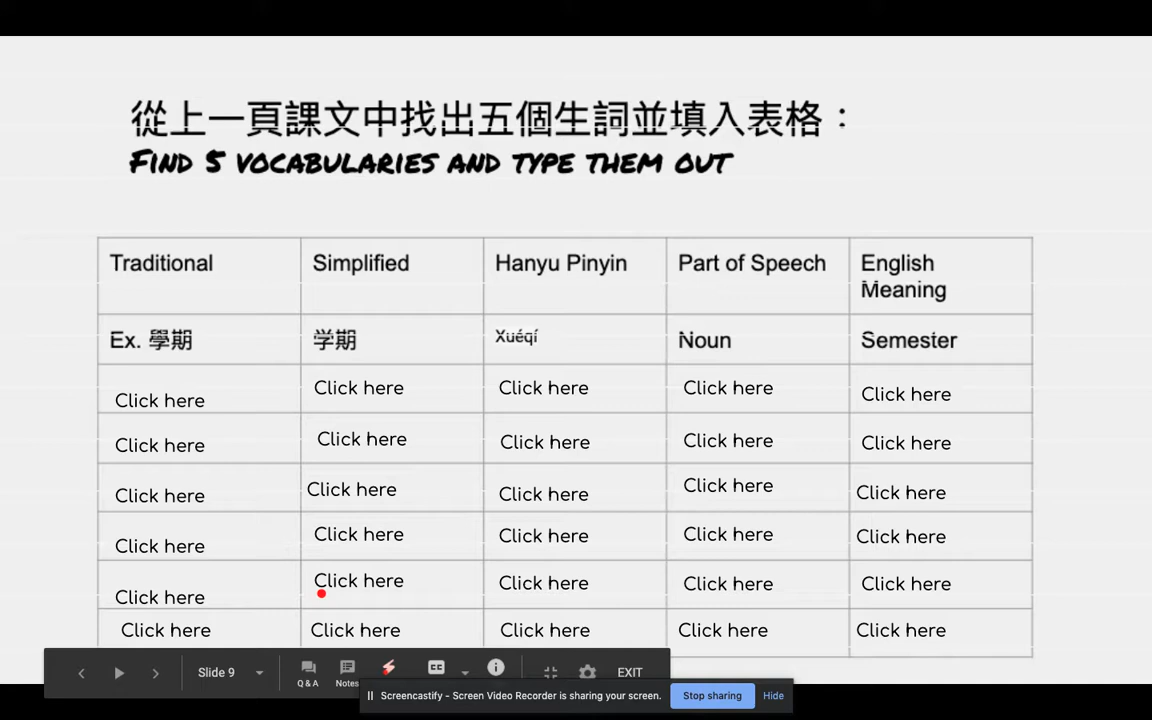 從上一頁課文中找出五個生詞並填入表格：
FIND 5 VOCABULARIES AND TYPE THEM OUT
Traditional Simplified Hanyu Pinyin Part of Speech English Meaning
Ex. 學期 学期 Xuéqí Noun Semester
Click here Click here Click here Click here Click here
Click here Click here Click here Click here Click here
Click here Click here Click here Click here Click here
Click here Click here Click here Click here Click here
Click here Click here Click here Click here Click here
Click here Click here Click here Click here Click here
Slide 9 Q & A Notes CC EXIT
Screencastify - Screen Video Recorder is sharing your screen. Stop sharing Hide